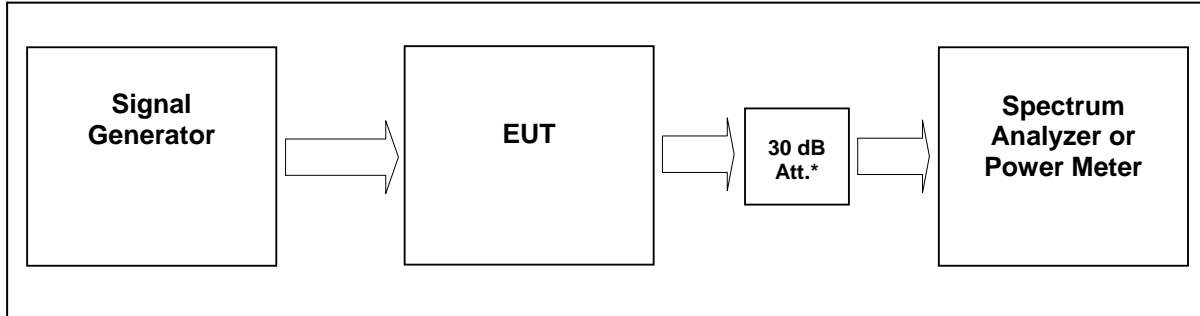 Signal
Generator
EUT
30 dB
Att.*
Spectrum
Analyzer or
Power Meter